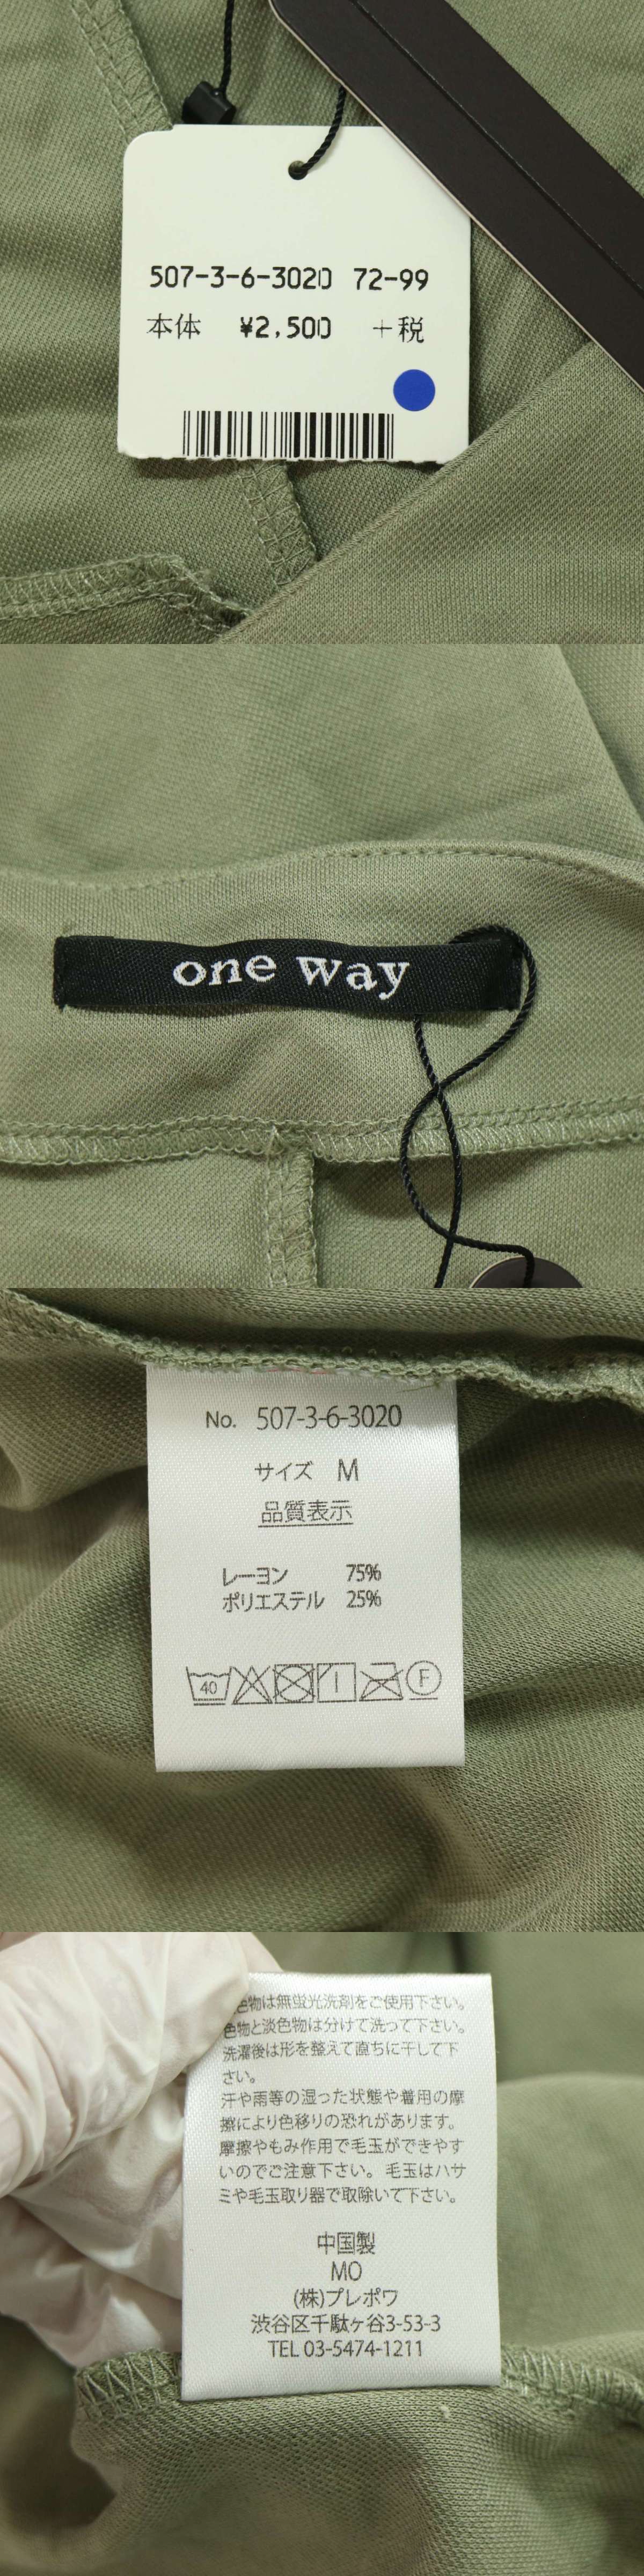 507-3-6-3020 72-99
本体 ¥2,500 +税
one way
No. 507-3-6-3020
サイズ M
品質表示
レーヨン 75%
ポリエステル 25%
40 F
色物は無蛍光洗剤をご使用下さい。
色物と淡色物は分けて洗って下さい。
洗濯後は形を整えて直ちに干して下
さい。
汗や雨等の湿った状態や着用の摩
擦により色移りの恐れがあります。
摩擦やもみ作用で毛玉ができやす
いのでご注意下さい。毛玉はハサ
ミや毛玉取り器で取除いて下さい。
中国製
MO
(株)プレポワ
渋谷区千駄ヶ谷3-53-3
TEL 03-5474-1211